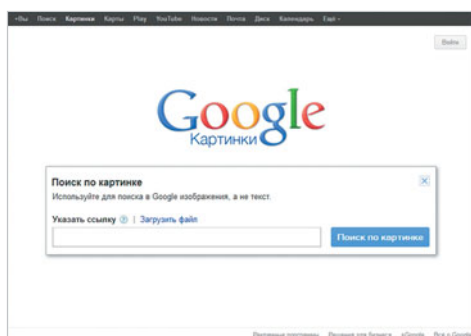 +Вы Поиск Картинки Карты Play YouTube Новости Почта Диск Календарь Ещё
Войти
Google
Картинки
Поиск по картинке
Используйте для поиска в Google изображения, а не текст.
Указать ссылку ? | Загрузить файл
Поиск по картинке
Рекламные программы Решения для бизнеса +Google Всё о Google